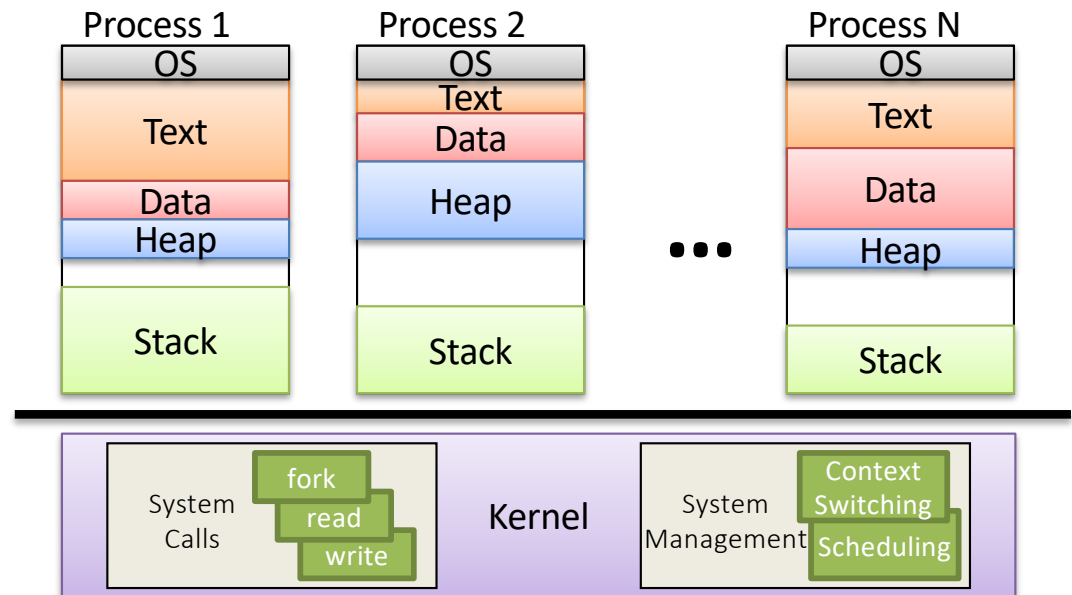 Process 1
OS
Text
Data
Heap
Stack
Process 2
OS
Text
Data
Heap
Stack
...
Process N
OS
Text
Data
Heap
Stack
System
Calls
fork
read
write
Kernel
System
Management
Context
Switching
Scheduling